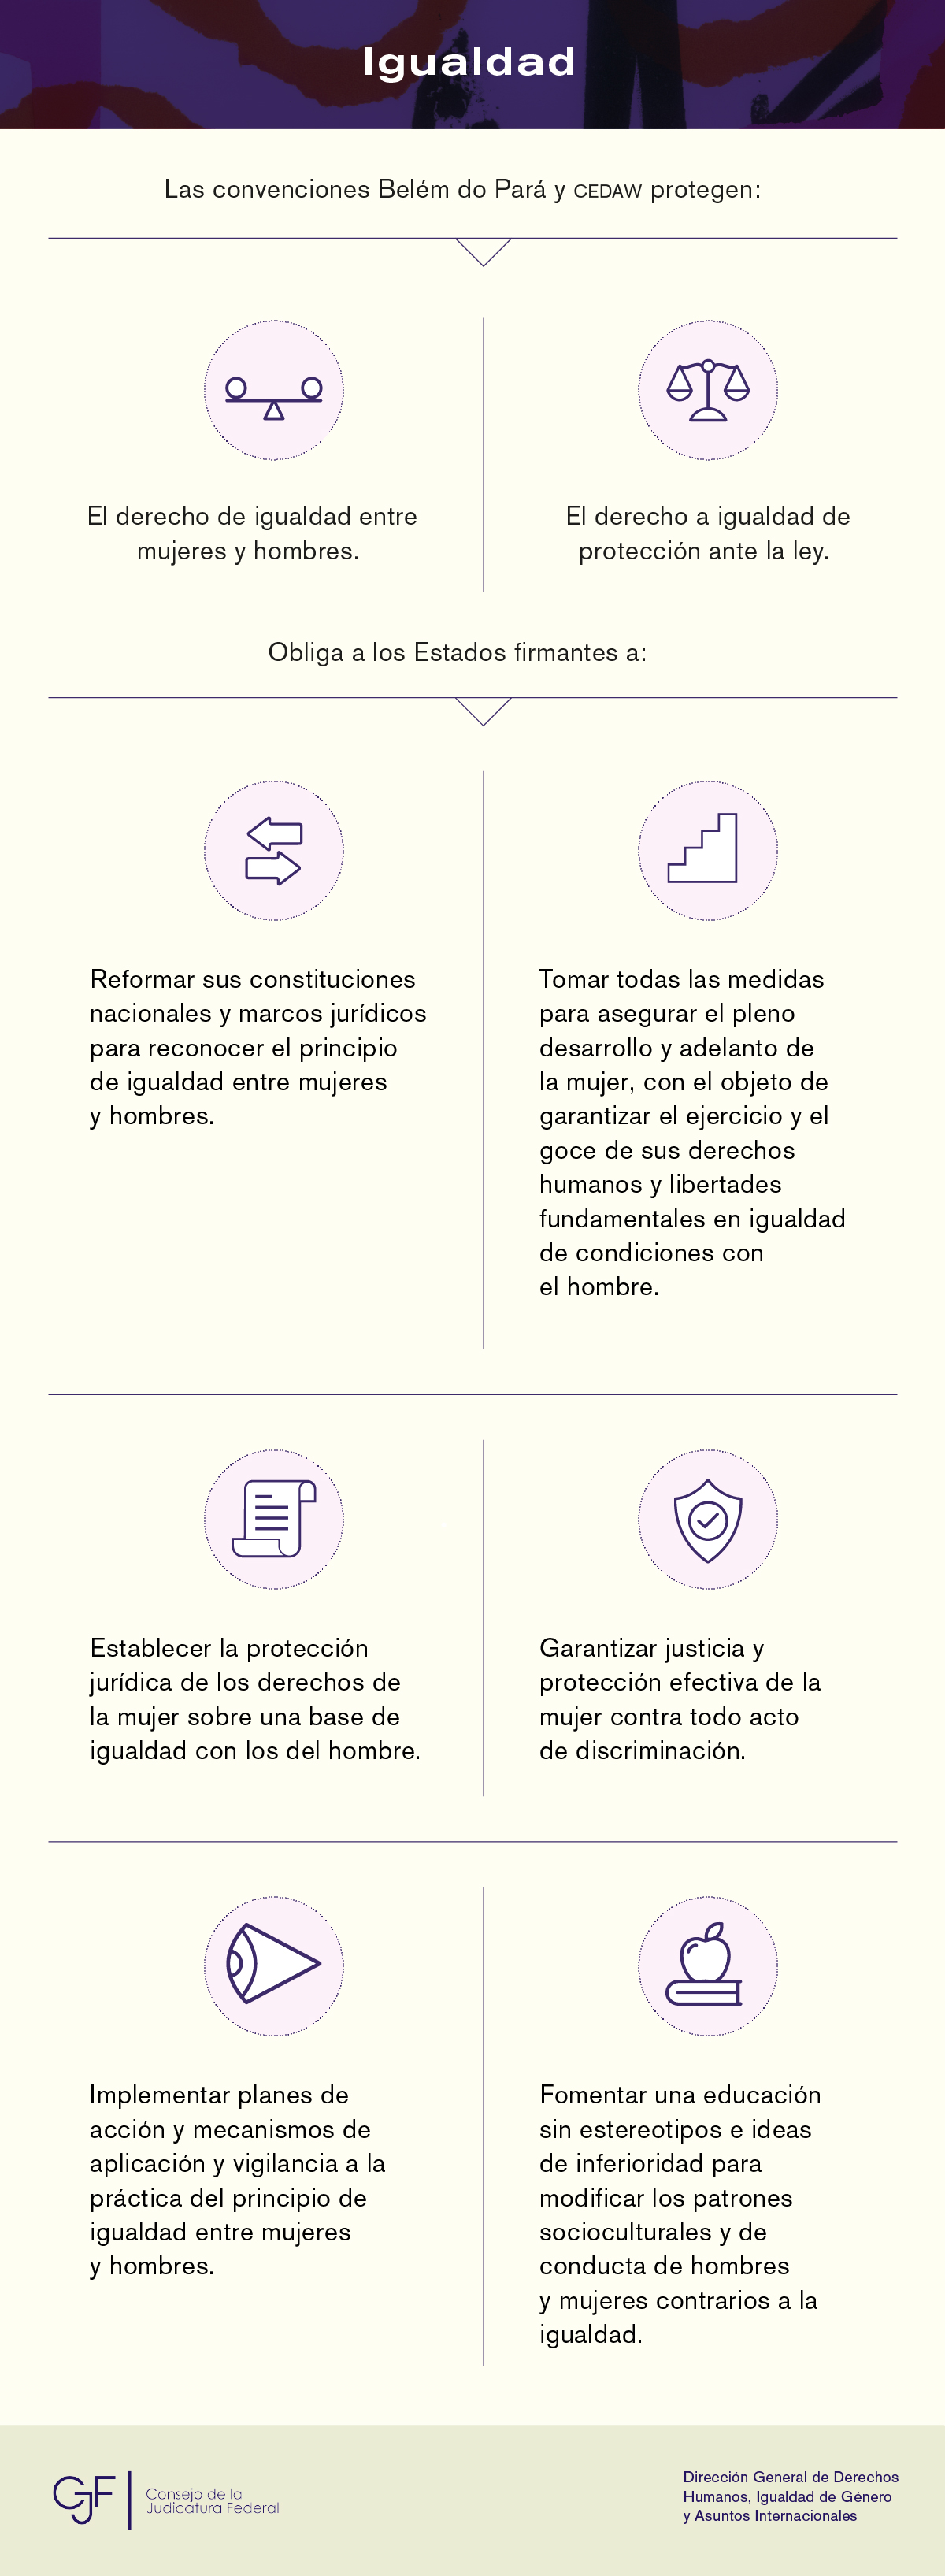 Igualdad
Las convenciones Belém do Pará y CEDAW protegen:
El derecho de igualdad entre
mujeres y hombres.
El derecho a igualdad de
protección ante la ley.
Obliga a los Estados firmantes a:
Reformar sus constituciones
nacionales y marcos jurídicos
para reconocer el principio
de igualdad entre mujeres
y hombres.
Tomar todas las medidas
para asegurar el pleno
desarrollo y adelanto de
la mujer, con el objeto de
garantizar el ejercicio y el
goce de sus derechos
humanos y libertades
fundamentales en igualdad
de condiciones con
el hombre.
Establecer la protección
jurídica de los derechos de
la mujer sobre una base de
igualdad con los del hombre.
Garantizar justicia y
protección efectiva de la
mujer contra todo acto
de discriminación.
Implementar planes de
acción y mecanismos de
aplicación y vigilancia a la
práctica del principio de
igualdad entre mujeres
y hombres.
Fomentar una educación
sin estereotipos e ideas
de inferioridad para
modificar los patrones
socioculturales y de
conducta de hombres
y mujeres contrarios a la
igualdad.
CJF
Consejo de la
Judicatura Federal
Dirección General de Derechos
Humanos, Igualdad de Género
y Asuntos Internacionales